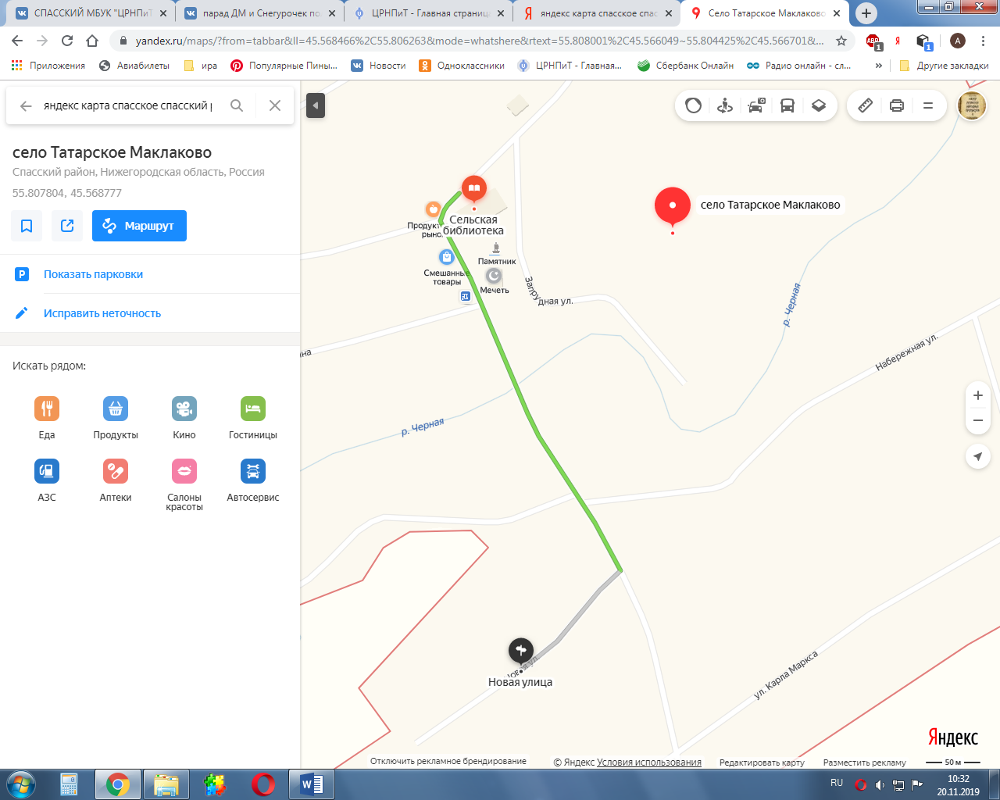 СПАССКИЙ МБУК "ЦРНПиТ
парад ДМ и Снегурочек по
ЦРНПиТ - Главная страница
яндекс карта спасское спас
Село Татарское Маклаково
yandex.ru/maps/?from=tabbar&ll=45.568466%2C55.806263&mode=whatshere&rtext=55.808001%2C45.566049~55.804425%2C45.566701&...
ABP
1
Я
1
A
Приложения
Авиабилеты
ира
Популярные Пины...
Новости
Одноклассники
ЦРНПиТ - Главная...
Сбербанк Онлайн
Радио онлайн - сл...
»
Другие закладки
яндекс карта спасское спасский р
село Татарское Маклаково
Спасский район, Нижегородская область, Россия
55.807804, 45.568777
Маршрут
P
Показать парковки
Исправить неточность
Искать рядом:
Еда
Продукты
Кино
Гостиницы
АЗС
Аптеки
Салоны
красоты
Автосервис
село Татарское Маклаково
Сельская
библиотека
Памятник
Смешанные
товары
Мечеть
Запрудная ул.
р. Черная
Набережная ул.
р. Черная
Новая улица
ул. Карла Маркса
Яндекс
Отключить рекламное брендирование
© Яндекс Условия использования
Редактировать карту
Разместить рекламу
50 м
RU
10:32
20.11.2019